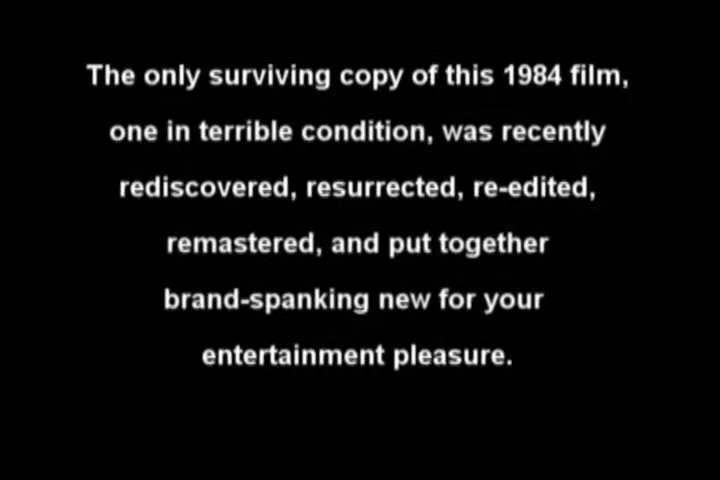 The only surviving copy of this 1984 film,
one in terrible condition, was recently
rediscovered, resurrected, re-edited,
remastered, and put together
brand-spanking new for your
entertainment pleasure.